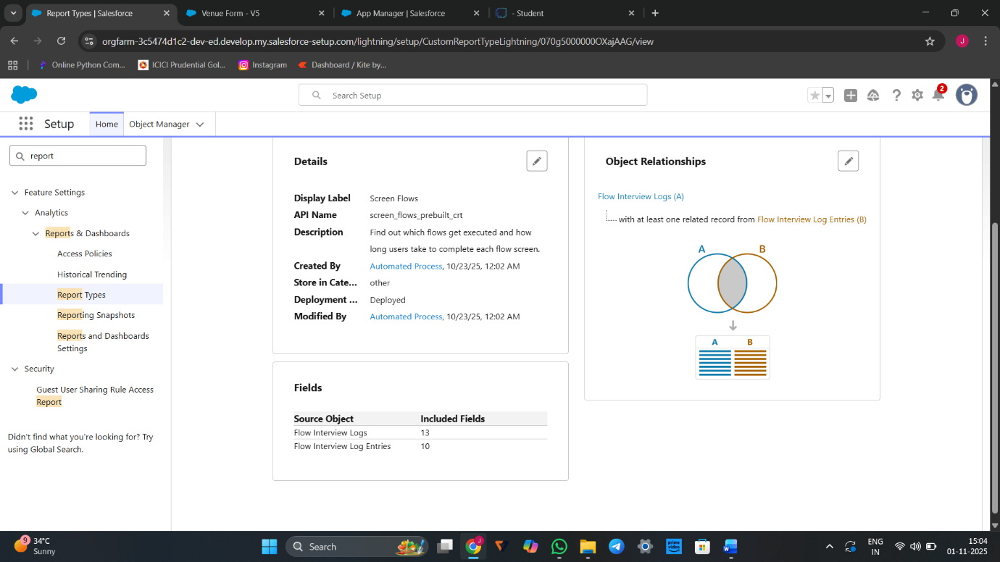 Report Types | Salesforce
Venue Form - V5
App Manager | Salesforce
- Student
orgfarm-3c5474d1c2-dev-ed.develop.my.salesforce-setup.com/lightning/setup/CustomReportTypeLightning/070g5000000OXajAAG/view
J
Online Python Com...
ICICI Prudential Gol...
Instagram
Dashboard / Kite by...
Search Setup
2
Setup
Home
Object Manager
report
Feature Settings
Analytics
Reports & Dashboards
Access Policies
Historical Trending
Report Types
Reporting Snapshots
Reports and Dashboards
Settings
Security
Guest User Sharing Rule Access
Report
Didn't find what you're looking for? Try
using Global Search.
Details
Display Label Screen Flows
API Name screen_flows_prebuilt_crt
Description Find out which flows get executed and how
long users take to complete each flow screen.
Created By Automated Process, 10/23/25, 12:02 AM
Store in Cate... other
Deployment ... Deployed
Modified By Automated Process, 10/23/25, 12:02 AM
Fields
Source Object Included Fields
Flow Interview Logs 13
Flow Interview Log Entries 10
Object Relationships
Flow Interview Logs (A)
with at least one related record from Flow Interview Log Entries (B)
A B
A B
9
34°C
Sunny
Search
J
prime video
W
ENG
IN
15:04
01-11-2025